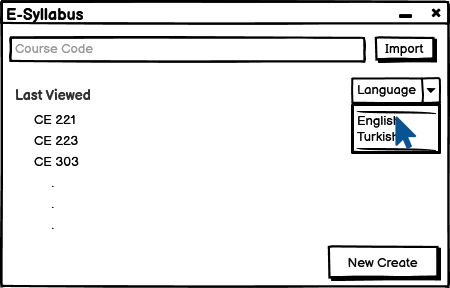 E-Syllabus
Course Code
Import
Last Viewed
Language
CE 221
English
CE 223
Turkish
CE 303
.
.
.
New Create